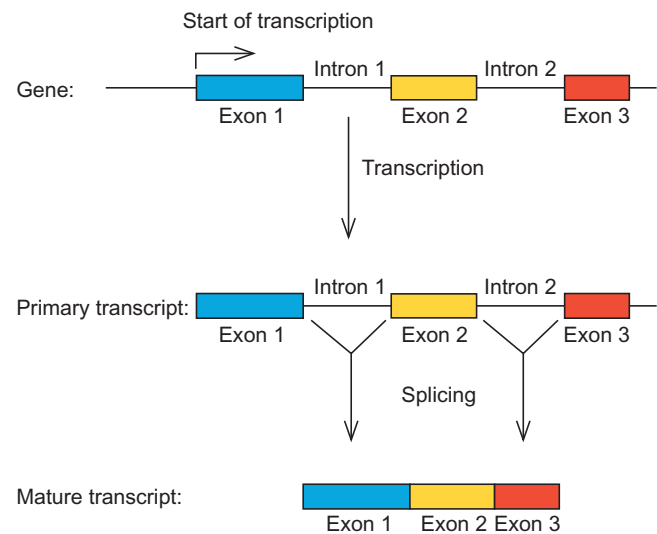 Start of transcription
Gene:
Intron 1
Intron 2
Exon 1
Exon 2
Exon 3
Transcription
Primary transcript:
Intron 1
Intron 2
Exon 1
Exon 2
Exon 3
Splicing
Mature transcript:
Exon 1
Exon 2
Exon 3